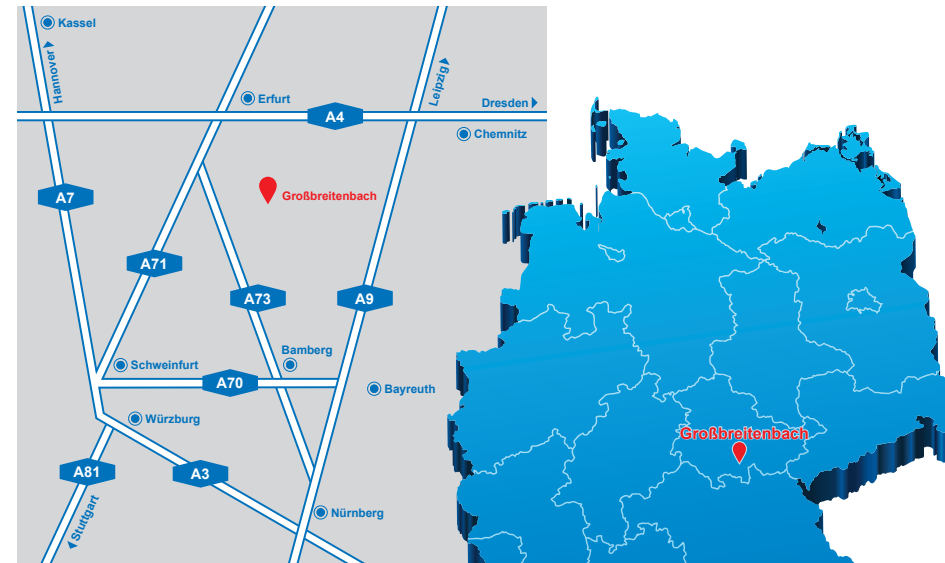 Kassel
Hannover
Erfurt
Leipzig
Dresden
A4
Chemnitz
A7
Großbreitenbach
A71
A73
A9
Bamberg
Schweinfurt
A70
Bayreuth
Würzburg
A81
A3
Stuttgart
Nürnberg
Großbreitenbach